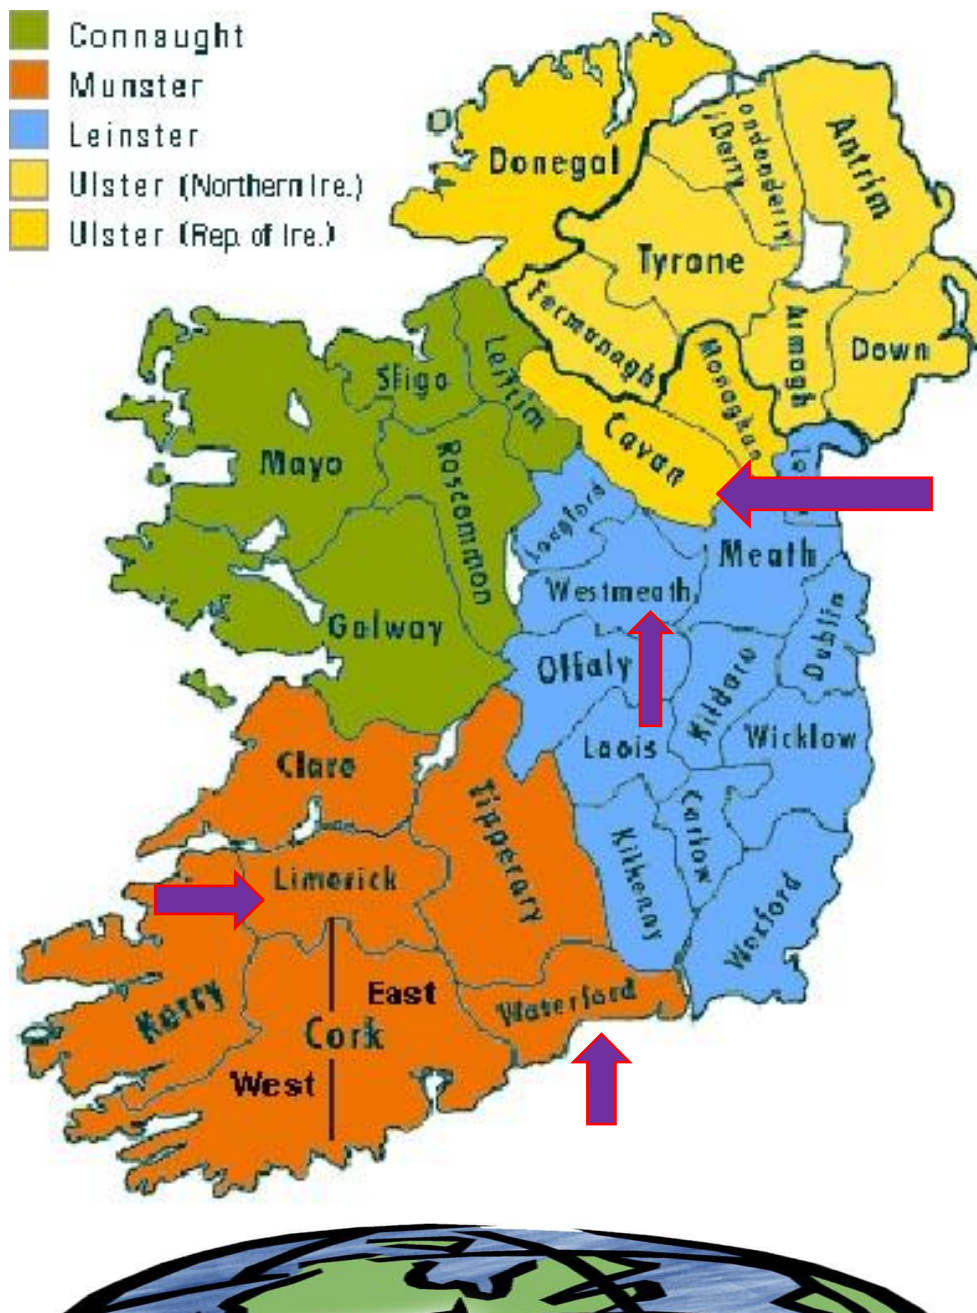 Connaught
Munster
Leinster
Ulster (Northern Ire.)
Ulster (Rep. of Ire.)
Donegal
Londonderry
/Derry
Antrim
Tyrone
Fermanagh
Armagh
Down
Monaghan
Sligo
Leitrim
Cavan
Mayo
Roscommon
Longford
Meath
Westmeath
Galway
Dublin
Offaly
Kildare
Laois
Wicklow
Clare
Tipperary
Carlow
Kilkenny
Limerick
Wexford
East
Waterford
Kerry
Cork
West